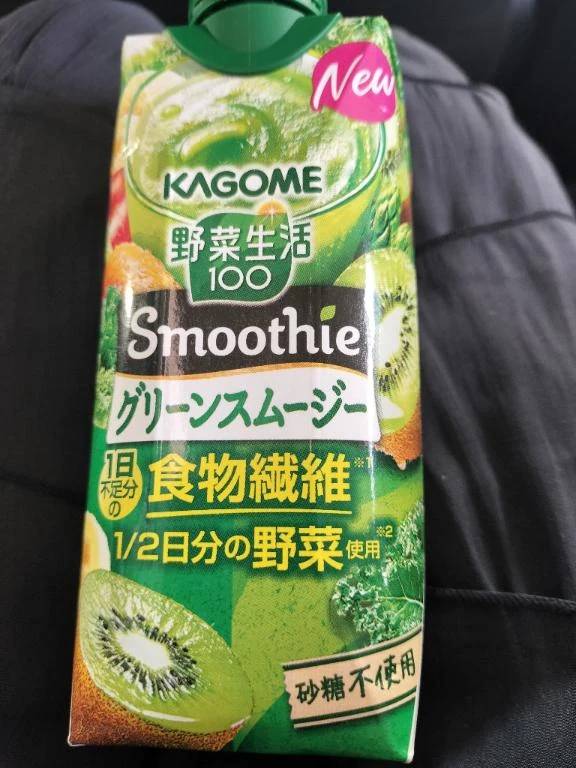 New
KAGOME
野菜生活
100
Smoothie
グリーンスムージー
1日
不足分
の
食物繊維※1
1/2日分の野菜使用※2
砂糖不使用